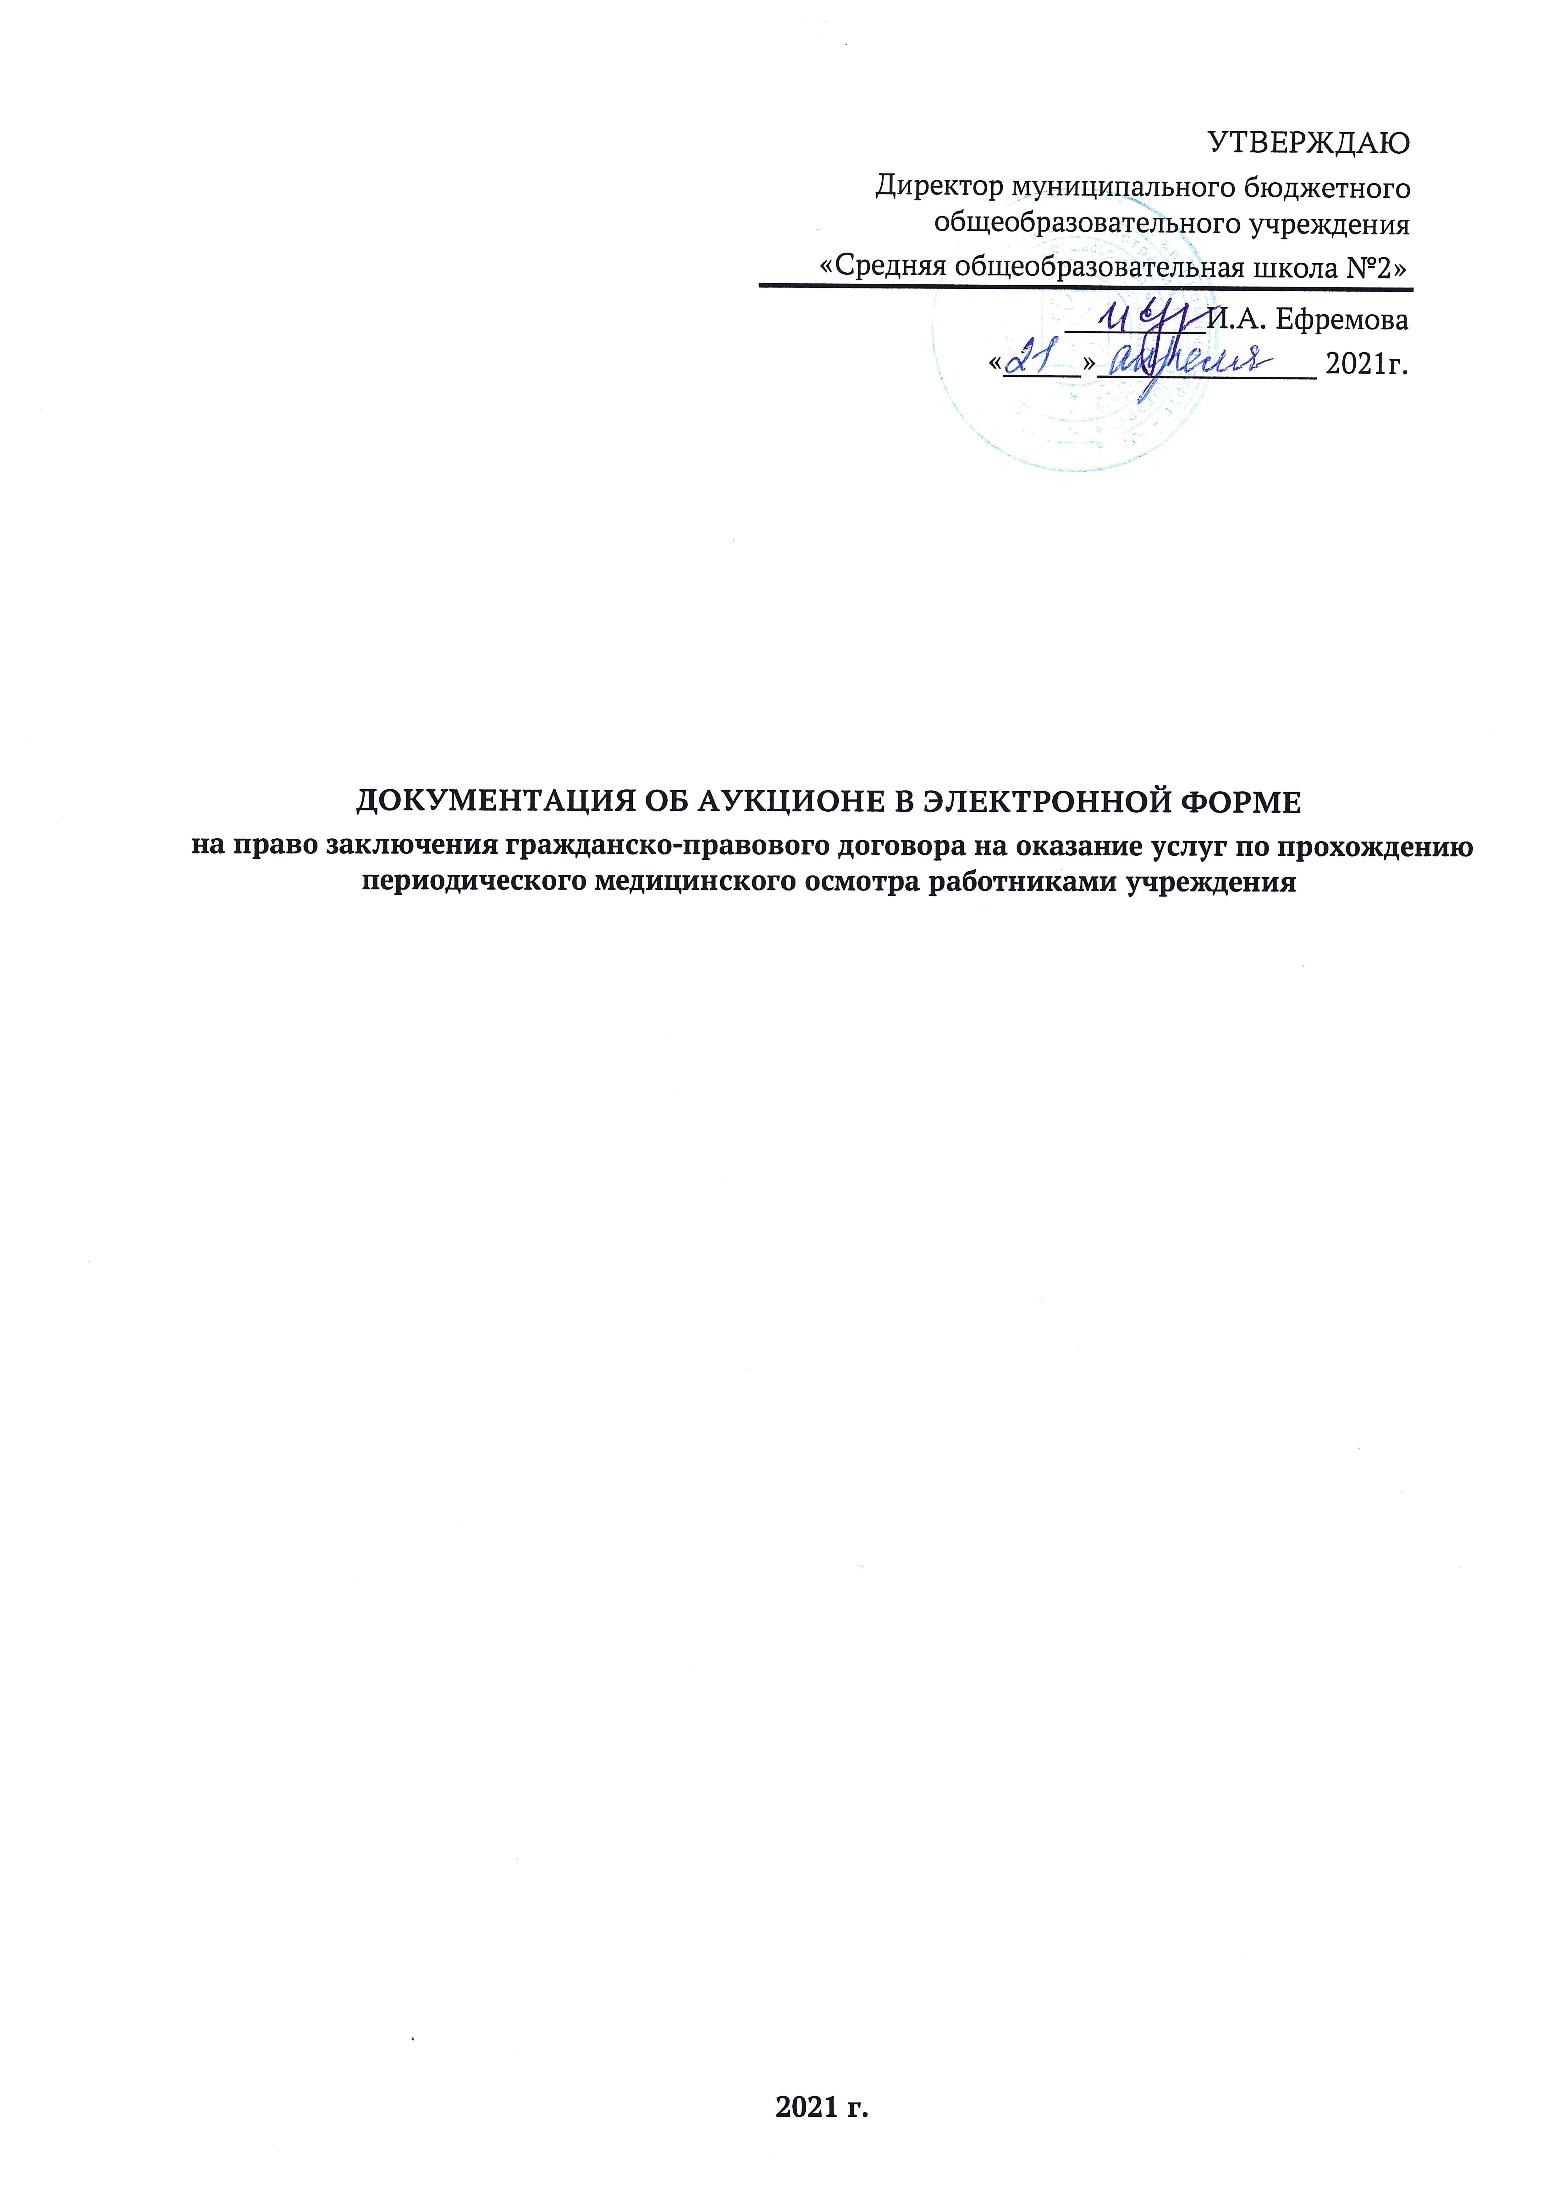 УТВЕРЖДАЮ
Директор муниципального бюджетного
общеобразовательного учреждения
«Средняя общеобразовательная школа №2»
____________И.А. Ефремова
«21» апреля 2021г.
ДОКУМЕНТАЦИЯ ОБ АУКЦИОНЕ В ЭЛЕКТРОННОЙ ФОРМЕ
на право заключения гражданско-правового договора на оказание услуг по прохождению
периодического медицинского осмотра работниками учреждения
2021 г.